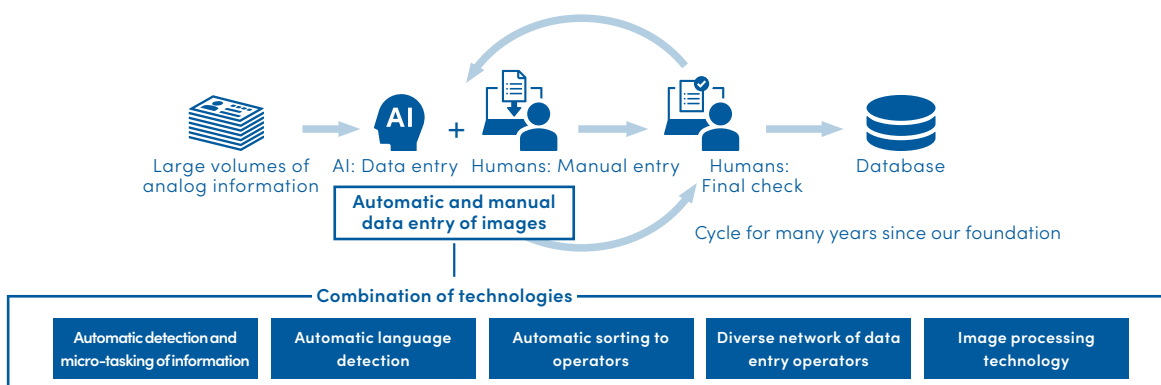 AI
+
Large volumes of
analog information
AI: Data entry
Humans: Manual entry
Humans:
Final check
Database
Automatic and manual
data entry of images
Cycle for many years since our foundation
Combination of technologies
Automatic detection and
micro-tasking of information
Automatic language
detection
Automatic sorting to
operators
Diverse network of data
entry operators
Image processing
technology